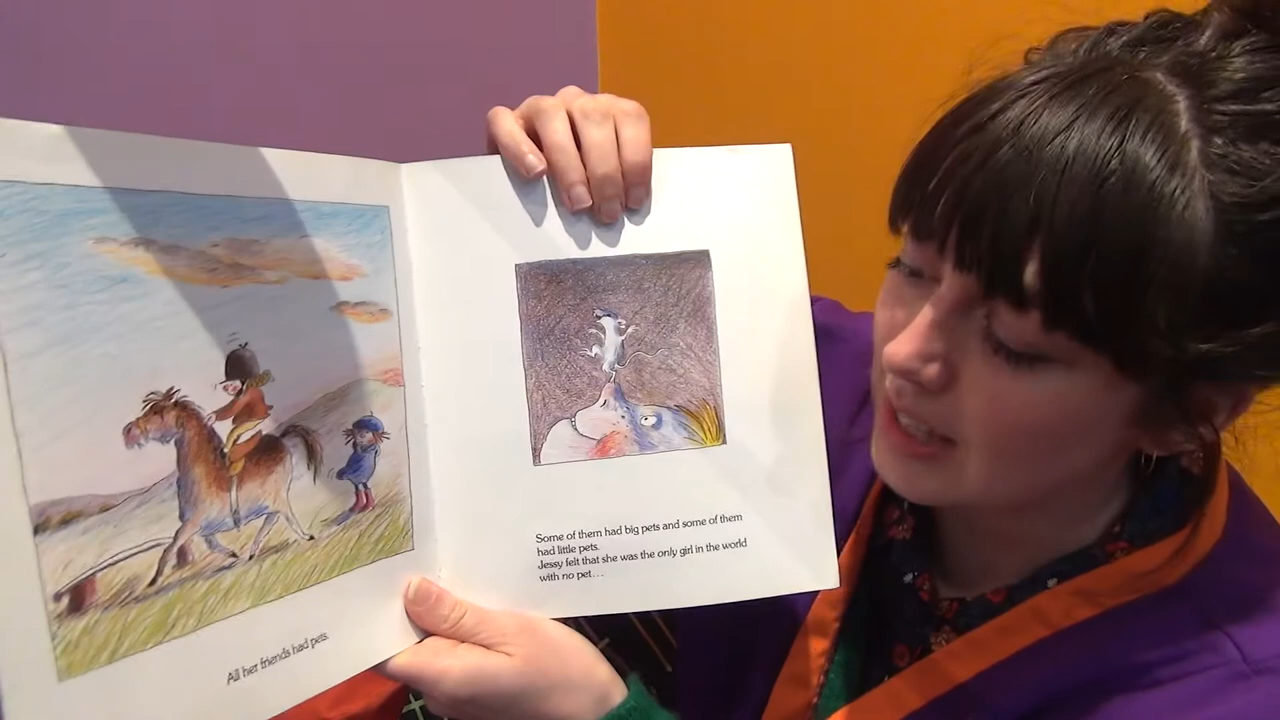 All her friends had pets.
Some of them had big pets and some of them
had little pets.
Jessy felt that she was the only girl in the world
with no pet...